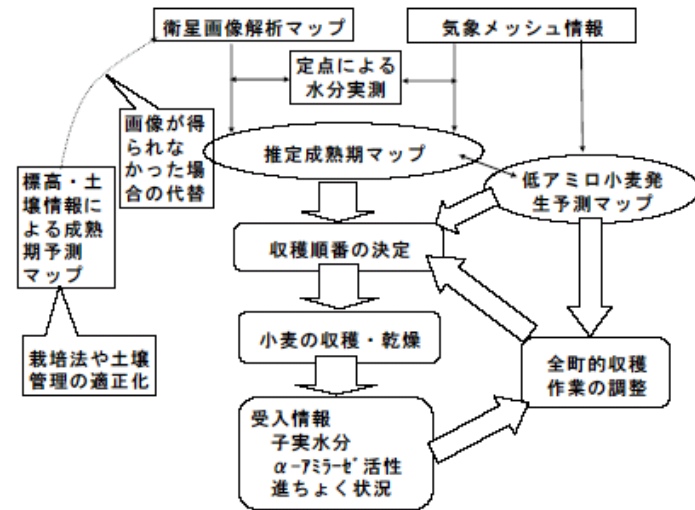 衛星画像解析マップ
気象メッシュ情報
定点による
水分実測
画像が得
られな
かった場
合の代替
推定成熟期マップ
標高・土
壌情報に
よる成熟
期予測
マップ
低アミロ小麦発
生予測マップ
収穫順番の決定
小麦の収穫・乾燥
栽培法や土壌
管理の適正化
全町的収穫
作業の調整
受入情報
子実水分
α-ｱﾐﾗｰｾﾞ活性
進ちょく状況